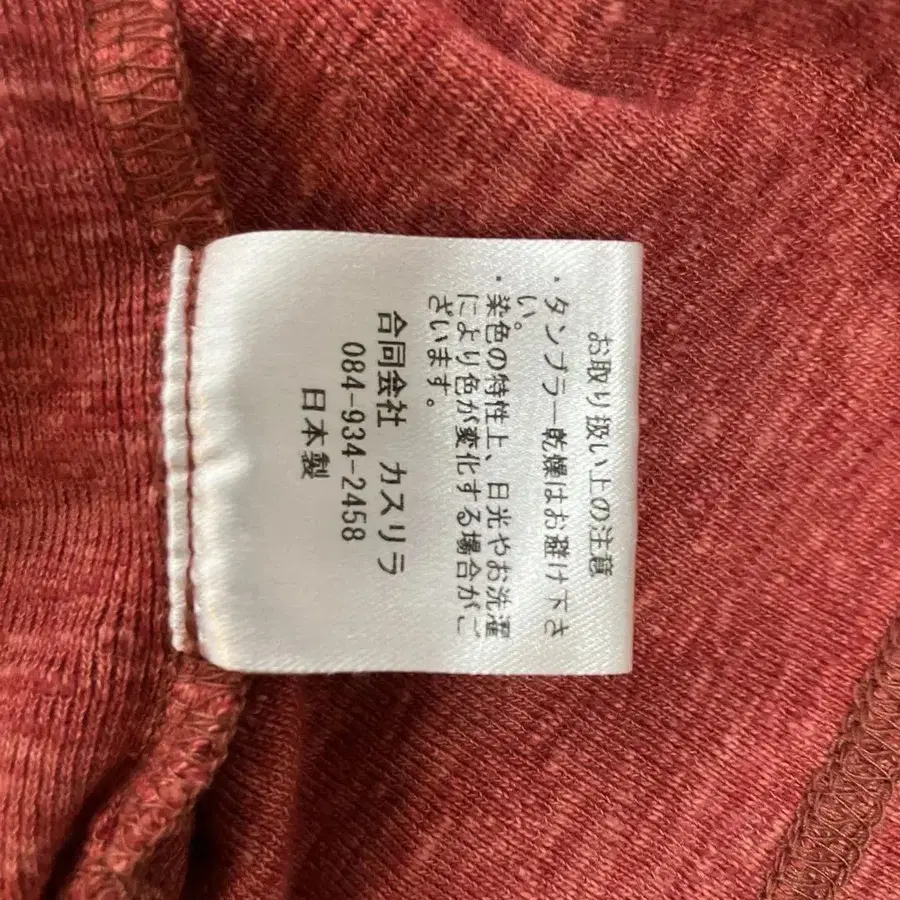 お取り扱い上の注意
・タンブラー乾燥はお避け下さ
い。
・染色の特性上、日光やお洗濯
により色が変化する場合がご
ざいます。
合同会社 カスリラ
084-934-2458
日本製